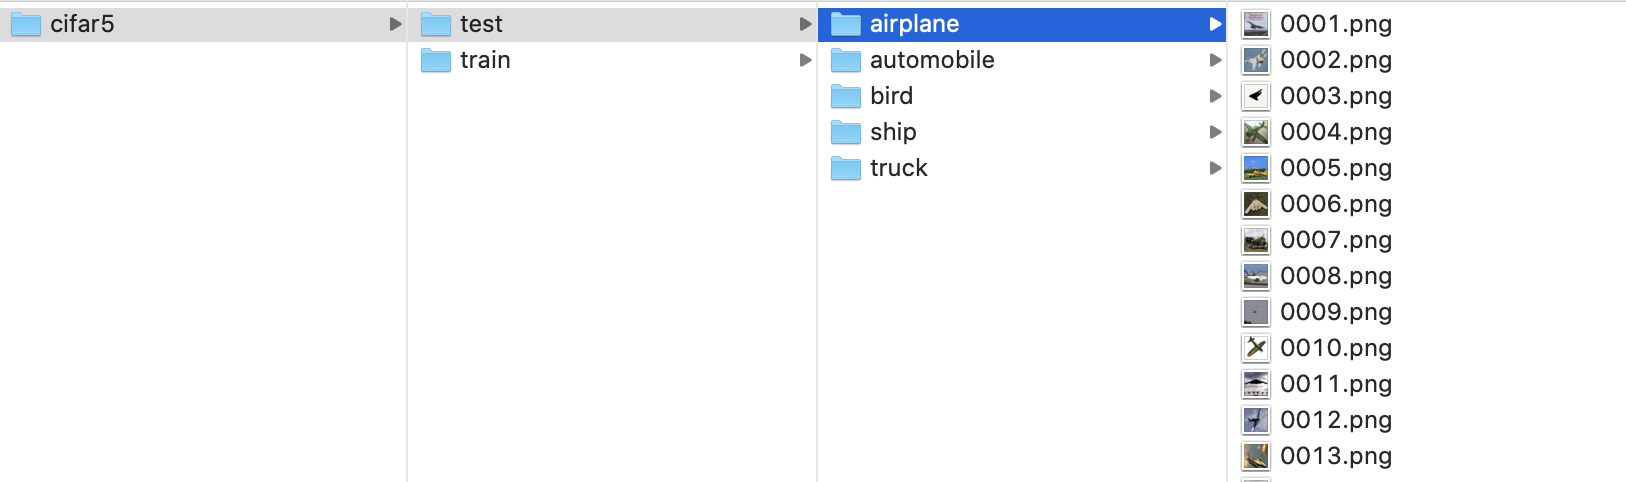 cifar5
test
train
airplane
automobile
bird
ship
truck
0001.png
0002.png
0003.png
0004.png
0005.png
0006.png
0007.png
0008.png
0009.png
0010.png
0011.png
0012.png
0013.png